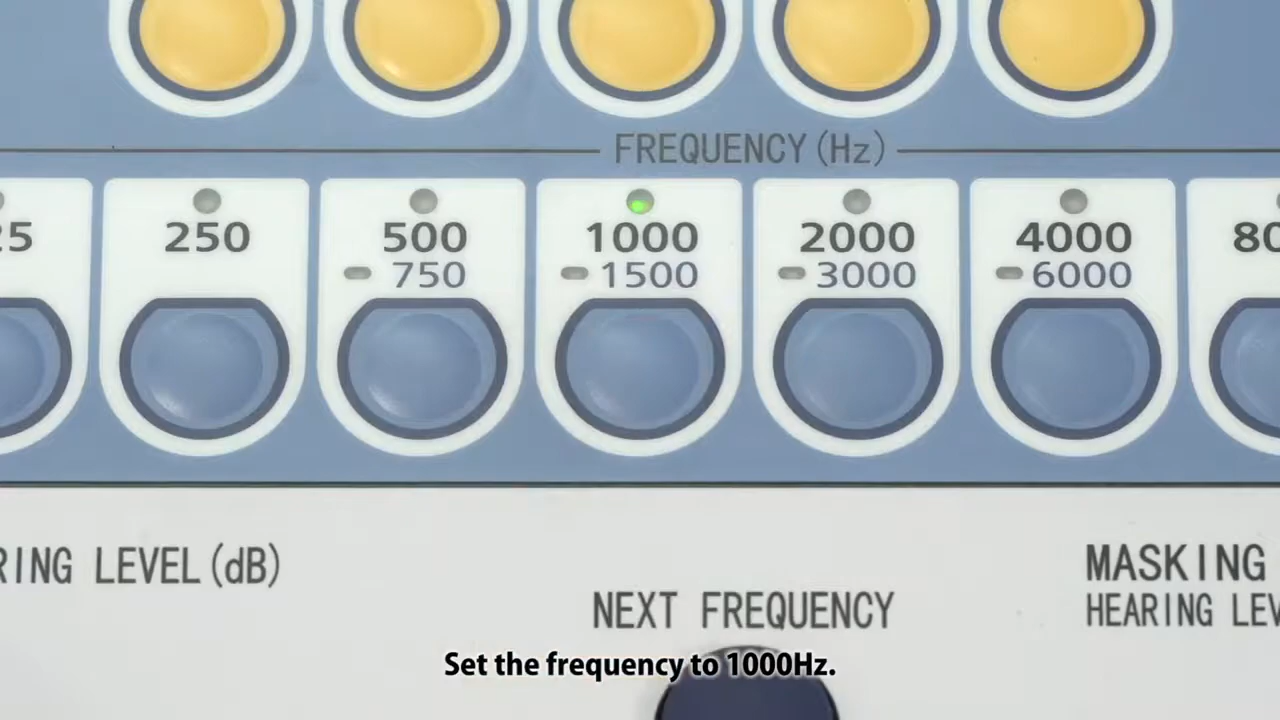 FREQUENCY (Hz)
25 250 500 1000 2000 4000 80
750 1500 3000 6000
RING LEVEL (dB)
MASKING
NEXT FREQUENCY
HEARING LEV
Set the frequency to 1000Hz.